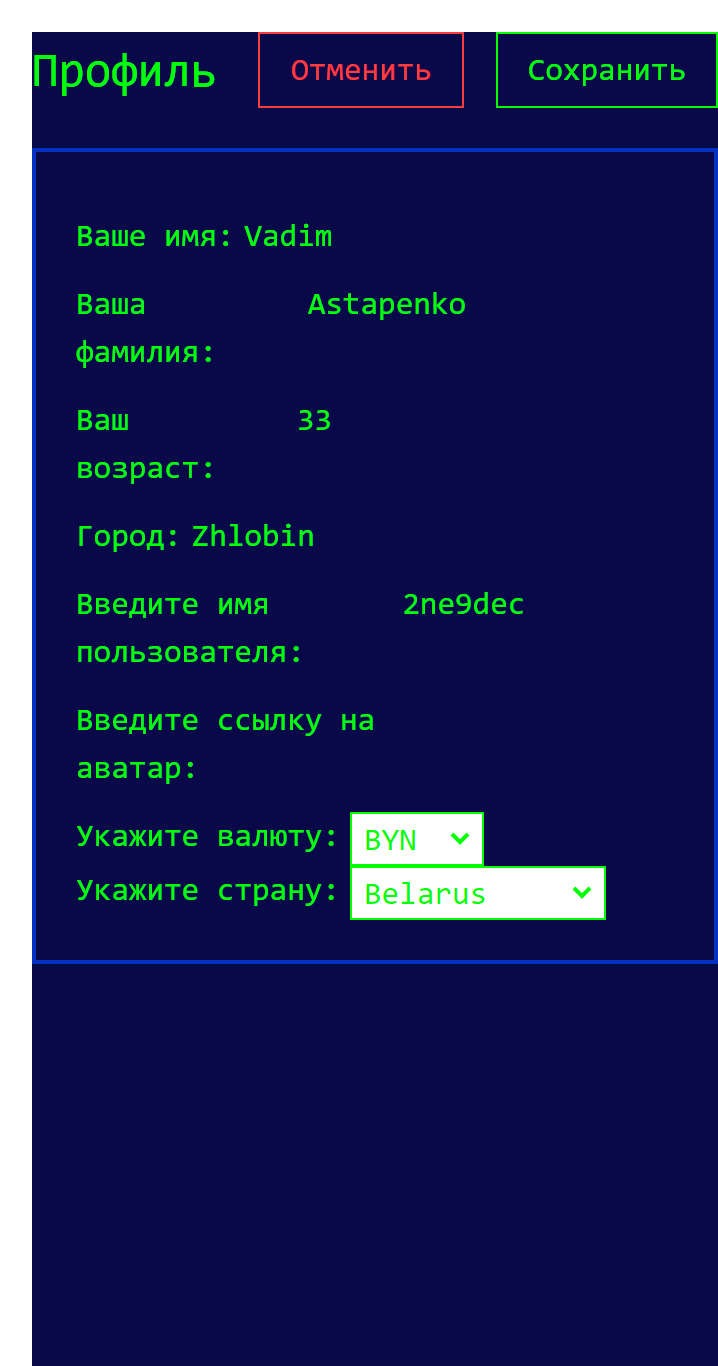 Профиль Отменить Сохранить
Ваше имя: Vadim
Ваша Astapenko
фамилия:
Ваш 33
возраст:
Город: Zhlobin
Введите имя 2ne9dec
пользователя:
Введите ссылку на
аватар:
Укажите валюту: BYN
Укажите страну: Belarus